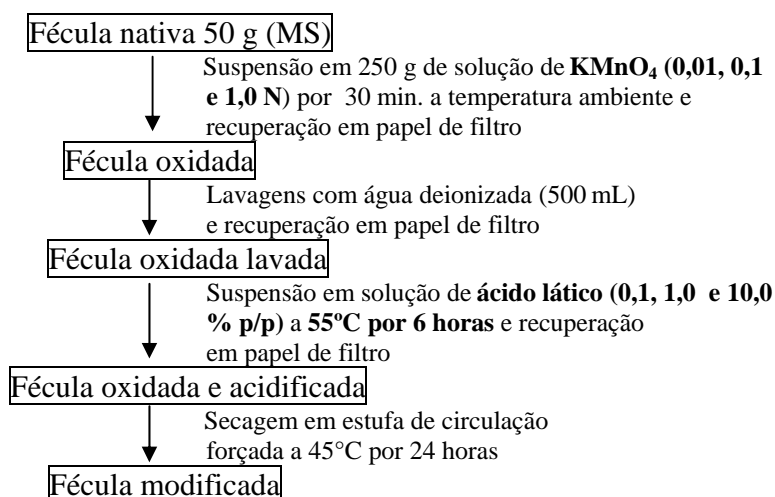 Fécula nativa 50 g (MS)
Suspensão em 250 g de solução de KMnO₄ (0,01, 0,1
e 1,0 N) por 30 min. a temperatura ambiente e
recuperação em papel de filtro
Fécula oxidada
Lavagens com água deionizada (500 mL)
e recuperação em papel de filtro
Fécula oxidada lavada
Suspensão em solução de ácido lático (0,1, 1,0 e 10,0
% p/p) a 55ºC por 6 horas e recuperação
em papel de filtro
Fécula oxidada e acidificada
Secagem em estufa de circulação
forçada a 45°C por 24 horas
Fécula modificada